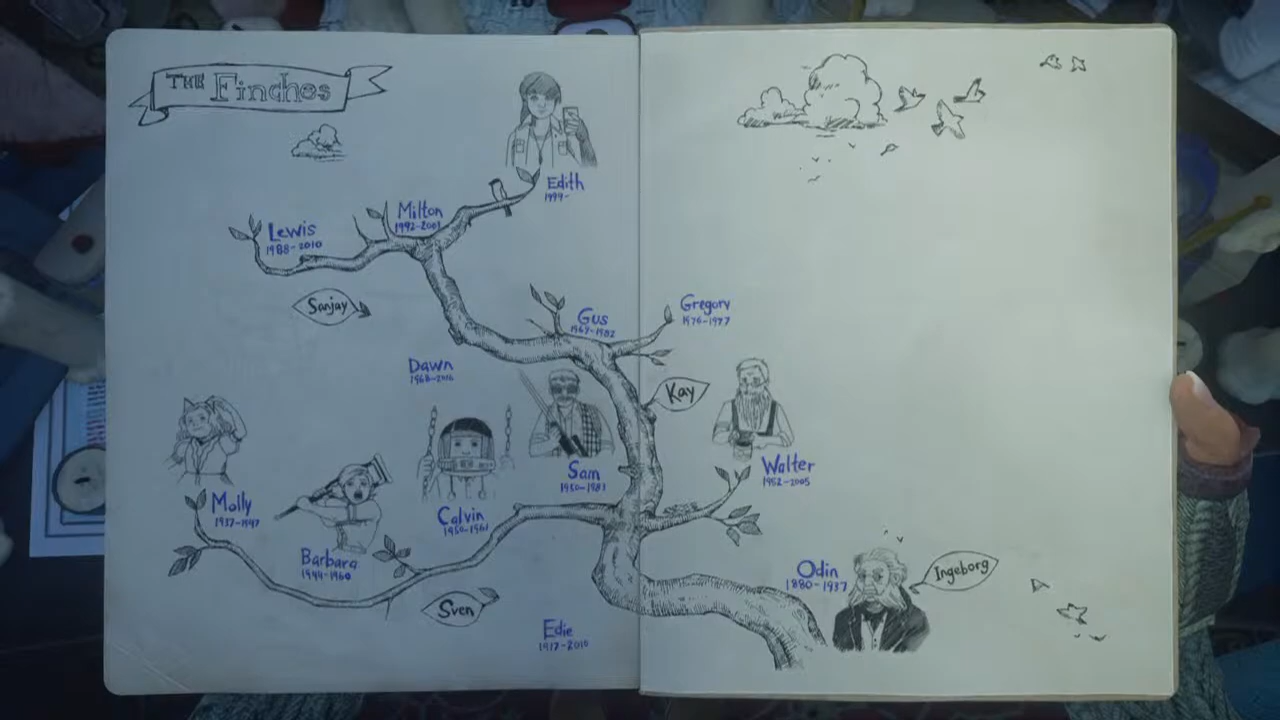 THE Finches
Edith
1999-
Milton
1992-2003
Lewis
1988-2010
Sanjay
Gus
1969-1982
Gregory
1976-1977
Dawn
1968-2016
Kay
Sam
1950-1983
Walter
1952-2005
Molly
1937-1947
Calvin
1950-1961
Barbara
1944-1960
Odin
1880-1937
Ingeborg
Sven
Edie
1917-2010